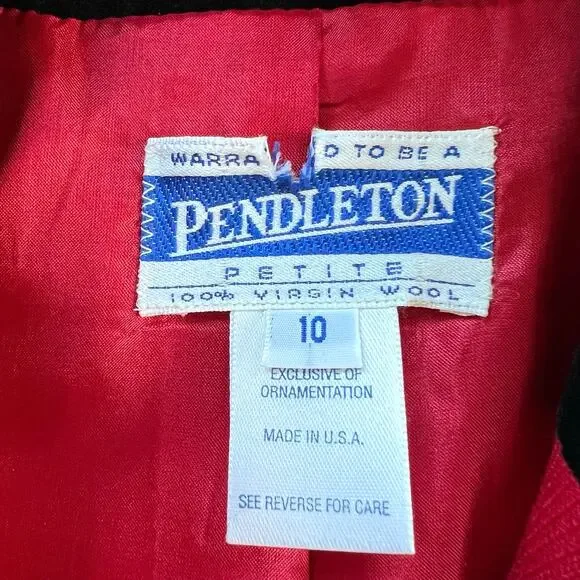 WARRA D TO BE A
PENDLETON
PETITE
100% VIRGIN WOOL
10
EXCLUSIVE OF
ORNAMENTATION
MADE IN U.S.A.
SEE REVERSE FOR CARE